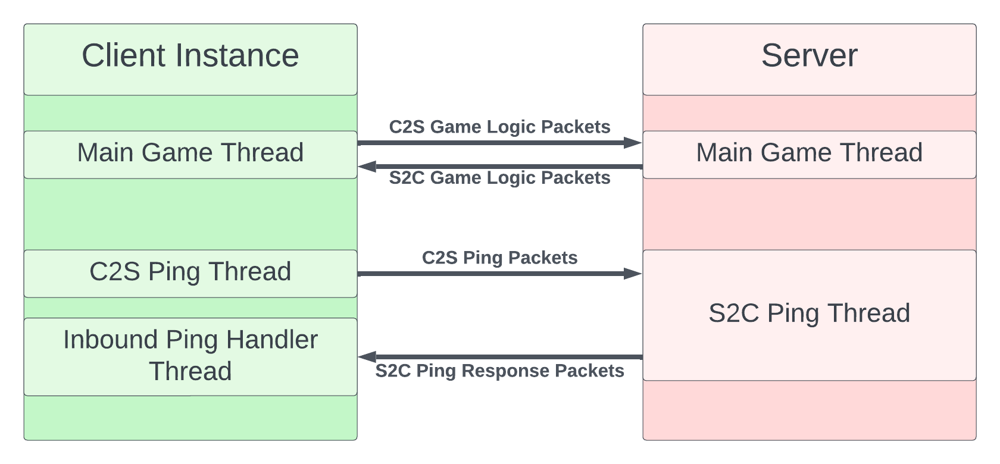 Client Instance
Server
C2S Game Logic Packets
Main Game Thread
Main Game Thread
S2C Game Logic Packets
C2S Ping Packets
C2S Ping Thread
S2C Ping Thread
Inbound Ping Handler
Thread
S2C Ping Response Packets